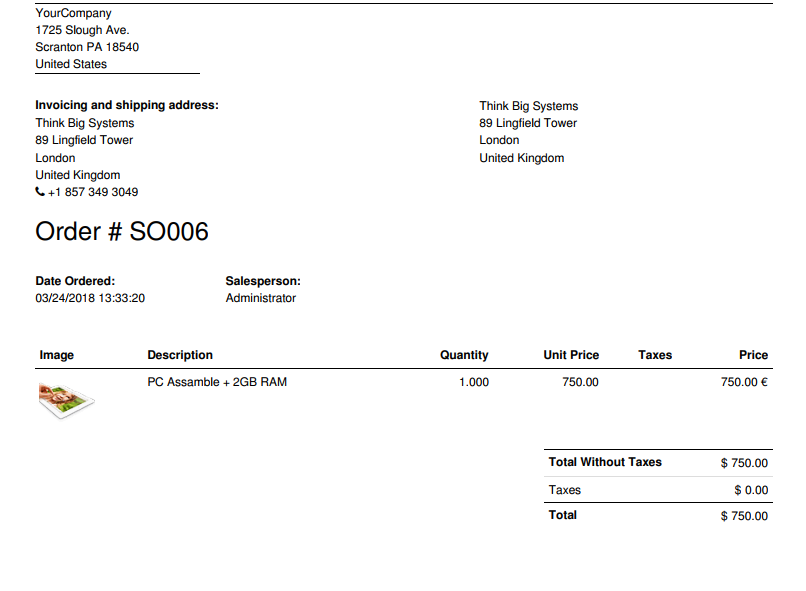 YourCompany
1725 Slough Ave.
Scranton PA 18540
United States
Invoicing and shipping address:
Think Big Systems
89 Lingfield Tower
London
United Kingdom
+1 857 349 3049
Think Big Systems
89 Lingfield Tower
London
United Kingdom
Order # SO006
Date Ordered: Salesperson:
03/24/2018 13:33:20 Administrator
Image Description Quantity Unit Price Taxes Price
PC Assamble + 2GB RAM 1.000 750.00 750.00 €
Total Without Taxes $ 750.00
Taxes $ 0.00
Total $ 750.00